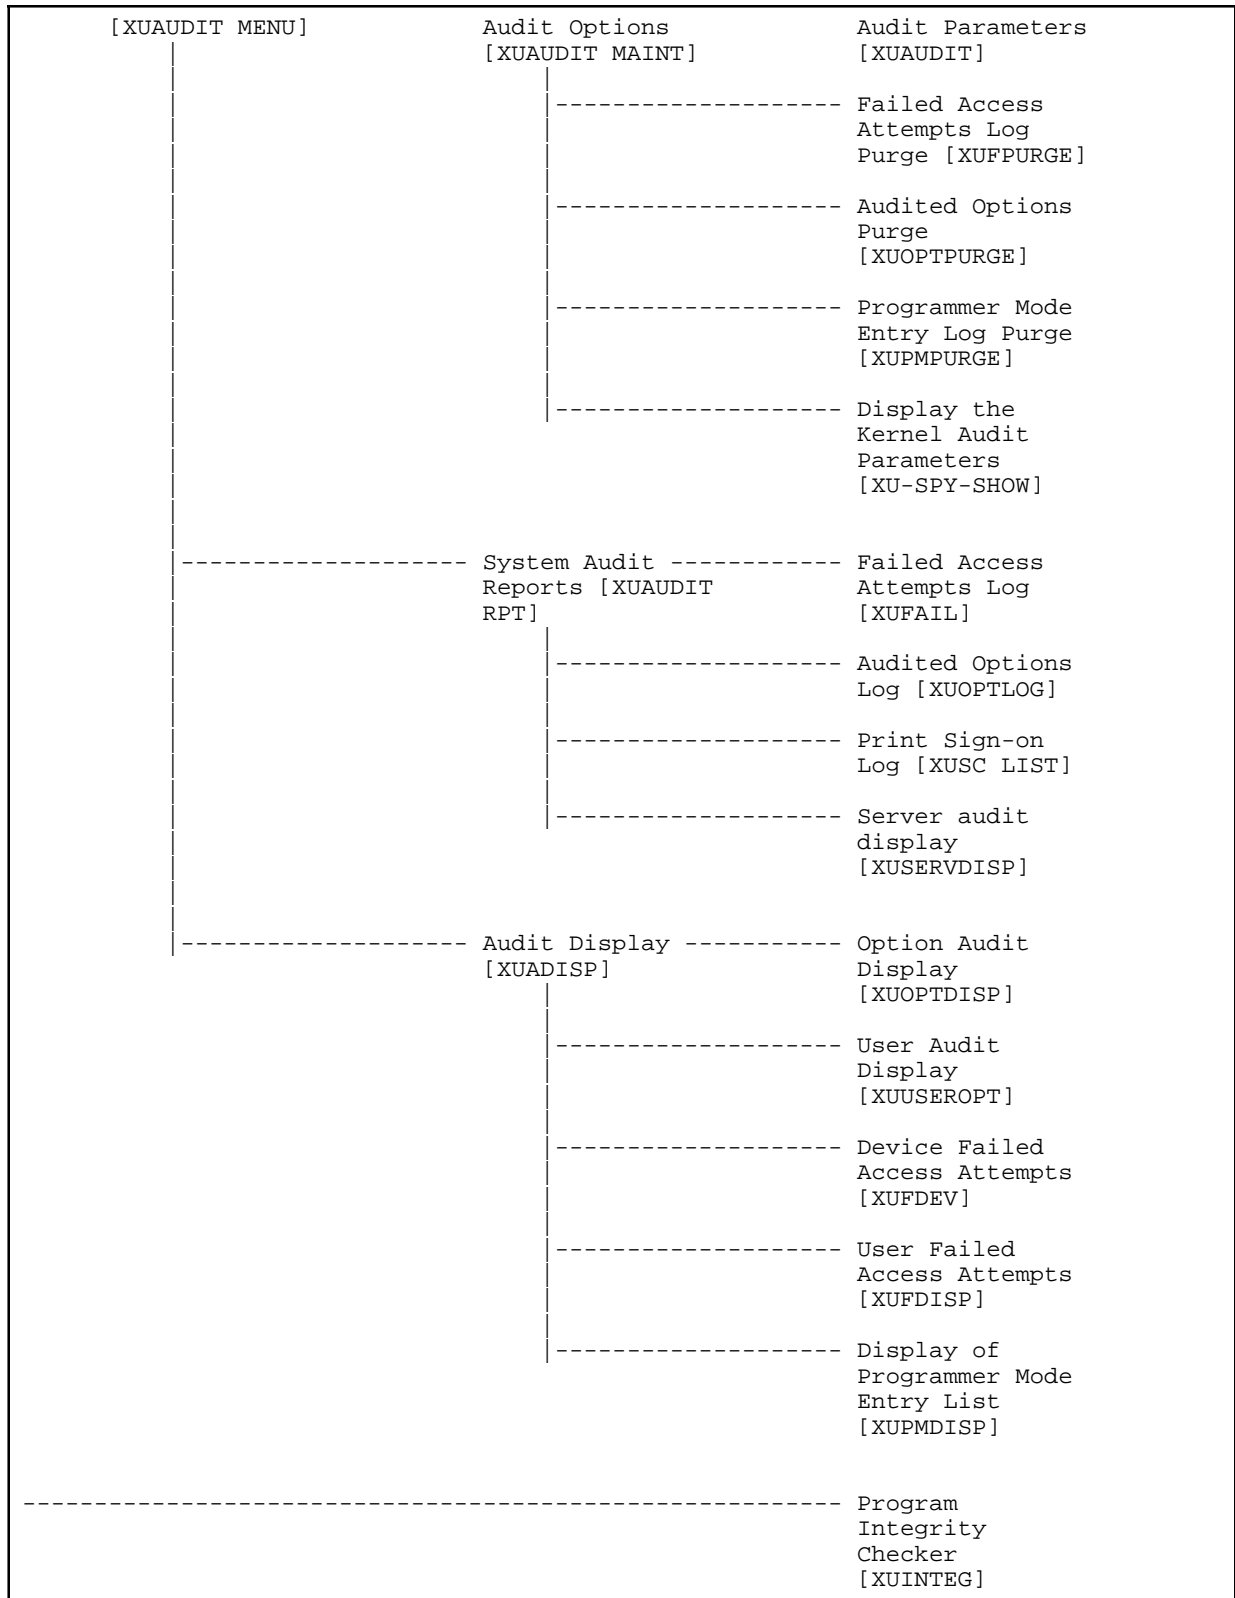 [XUAUDIT MENU] Audit Options Audit Parameters
[XUAUDIT MAINT] [XUAUDIT]
Failed Access
Attempts Log
Purge [XUFPURGE]
Audited Options
Purge
[XUOPTPURGE]
Programmer Mode
Entry Log Purge
[XUPMPURGE]
Display the
Kernel Audit
Parameters
[XU-SPY-SHOW]
System Audit Failed Access
Reports [XUAUDIT Attempts Log
RPT] [XUFAIL]
Audited Options
Log [XUOPTLOG]
Print Sign-on
Log [XUSC LIST]
Server audit
display
[XUSERVDISP]
Audit Display Option Audit
[XUADISP] Display
[XUOPTDISP]
User Audit
Display
[XUUSEROPT]
Device Failed
Access Attempts
[XUFDEV]
User Failed
Access Attempts
[XUFDISP]
Display of
Programmer Mode
Entry List
[XUPMDISP]
Program
Integrity
Checker
[XUINTEG]